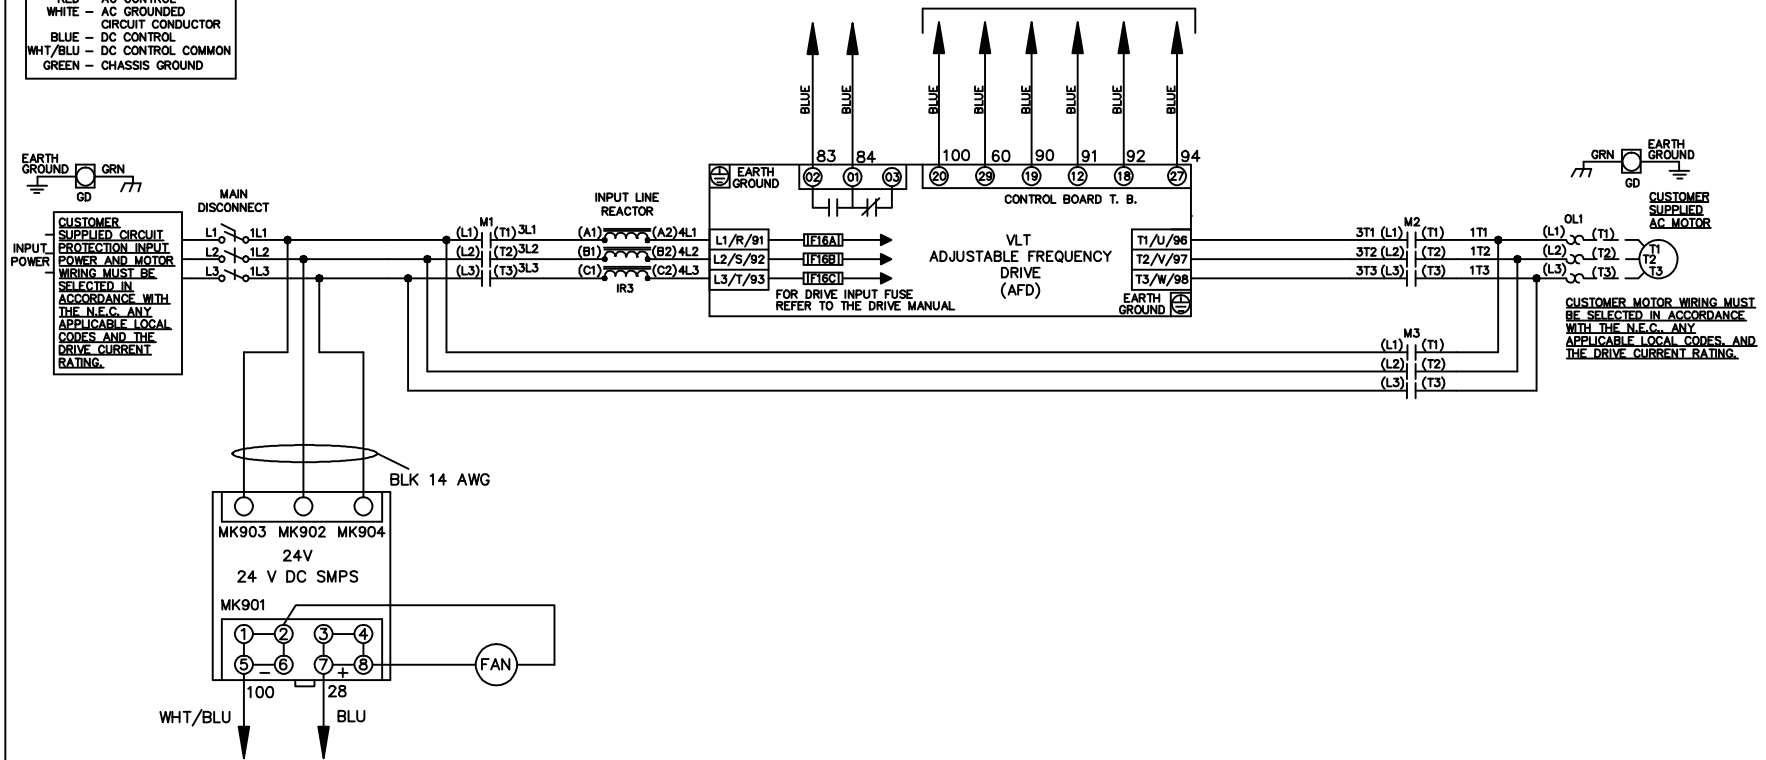 RED – AC CONTROL
WHITE – AC GROUNDED
CIRCUIT CONDUCTOR
BLUE – DC CONTROL
WHT/BLU – DC CONTROL COMMON
GREEN – CHASSIS GROUND
BLUE BLUE BLUE BLUE BLUE BLUE BLUE BLUE
83 84 100 60 90 91 92 94
02 01 03 20 29 19 12 18 27
EARTH
GROUND
CONTROL BOARD T. B.
EARTH
GROUND
GRN
GD
GRN
EARTH
GROUND
GD
CUSTOMER
SUPPLIED
AC MOTOR
INPUT
POWER
CUSTOMER
SUPPLIED CIRCUIT
PROTECTION INPUT
POWER AND MOTOR
WIRING MUST BE
SELECTED IN
ACCORDANCE WITH
THE N.E.C. ANY
APPLICABLE LOCAL
CODES AND THE
DRIVE CURRENT
RATING.
MAIN
DISCONNECT
L1 1L1
L2 1L2
L3 1L3
M1
(L1) (T1) 3L1
(L2) (T2) 3L2
(L3) (T3) 3L3
INPUT LINE
REACTOR
(A1) (A2) 4L1
(B1) (B2) 4L2
(C1) (C2) 4L3
IR3
L1/R/91
L2/S/92
L3/T/93
F16A
F16B
F16C
FOR DRIVE INPUT FUSE
REFER TO THE DRIVE MANUAL
VLT
ADJUSTABLE FREQUENCY
DRIVE
(AFD)
T1/U/96
T2/V/97
T3/W/98
EARTH
GROUND
M2
3T1 (L1) (T1) 1T1
3T2 (L2) (T2) 1T2
3T3 (L3) (T3) 1T3
OL1
(L1) (T1)
(L2) (T2)
(L3) (T3)
T1
T2
T3
M3
(L1) (T1)
(L2) (T2)
(L3) (T3)
CUSTOMER MOTOR WIRING MUST
BE SELECTED IN ACCORDANCE
WITH THE N.E.C., ANY
APPLICABLE LOCAL CODES, AND
THE DRIVE CURRENT RATING.
BLK 14 AWG
MK903 MK902 MK904
24V
24 V DC SMPS
MK901
1 2 3 4
5 6 7 8
– +
FAN
100 28
WHT/BLU BLU